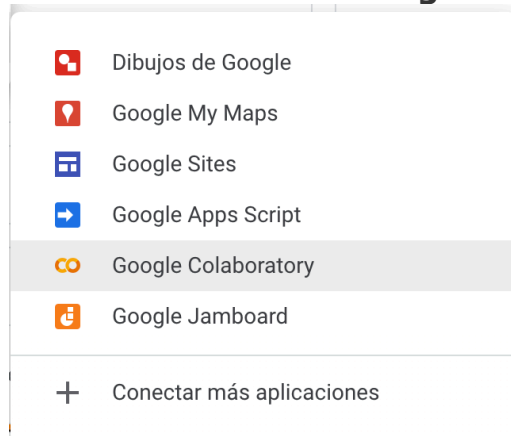 Dibujos de Google
Google My Maps
Google Sites
Google Apps Script
Google Colaboratory
Google Jamboard
Conectar más aplicaciones